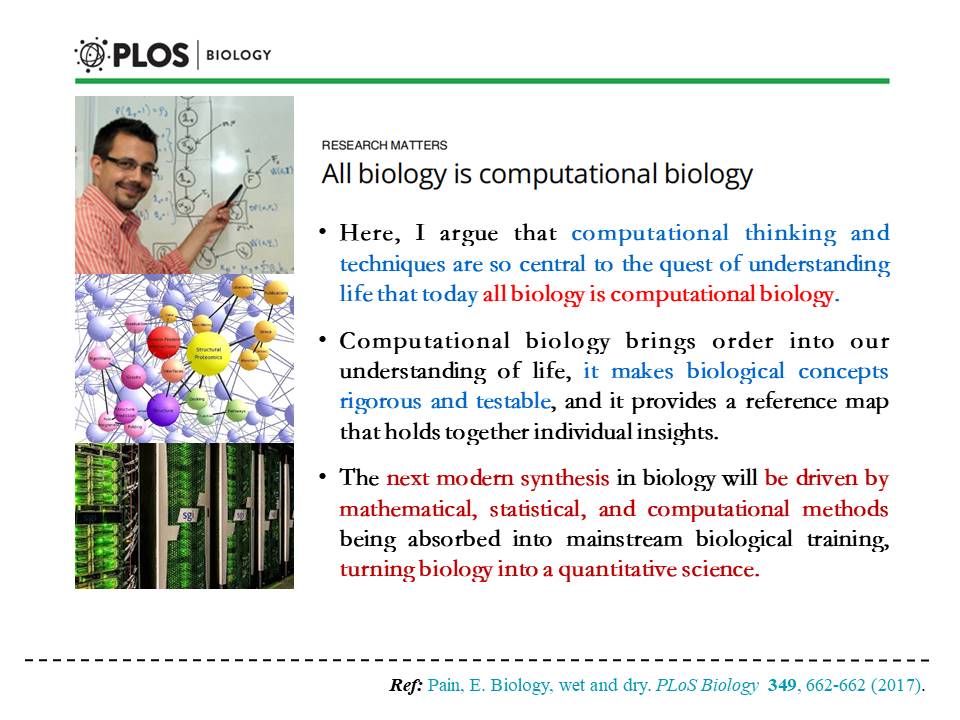 PLOS BIOLOGY
RESEARCH MATTERS
All biology is computational biology
• Here, I argue that computational thinking and
techniques are so central to the quest of understanding
life that today all biology is computational biology.
• Computational biology brings order into our
understanding of life, it makes biological concepts
rigorous and testable, and it provides a reference map
that holds together individual insights.
• The next modern synthesis in biology will be driven by
mathematical, statistical, and computational methods
being absorbed into mainstream biological training,
turning biology into a quantitative science.
Structural
Proteomics
Pathways
Docking
Folding
sgi
Ref: Pain, E. Biology, wet and dry. PLoS Biology 349, 662-662 (2017).